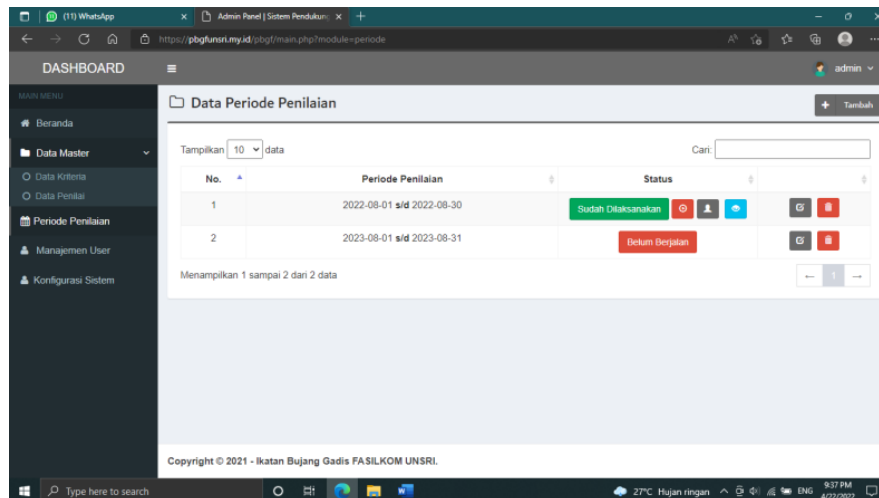 (11) WhatsApp
Admin Panel | Sistem Pendukun
https://pbgfunsri.my.id/pbgf/main.php?module=periode
DASHBOARD
admin
MAIN MENU
Beranda
Data Master
Data Kriteria
Data Penilai
Periode Penilaian
Manajemen User
Konfigurasi Sistem
Data Periode Penilaian
Tambah
Tampilkan 10 data
Cari:
No. Periode Penilaian Status
1 2022-08-01 s/d 2022-08-30 Sudah Dilaksanakan
2 2023-08-01 s/d 2023-08-31 Belum Berjalan
Menampilkan 1 sampai 2 dari 2 data
← 1 →
Copyright © 2021 - Ikatan Bujang Gadis FASILKOM UNSRI.
Type here to search
27°C Hujan ringan
ENG
9:37 PM
4/22/2022